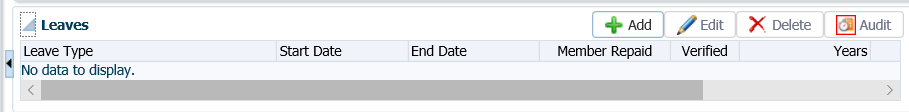 Leaves Add Edit Delete Audit
Leave Type Start Date End Date Member Repaid Verified Years
No data to display.